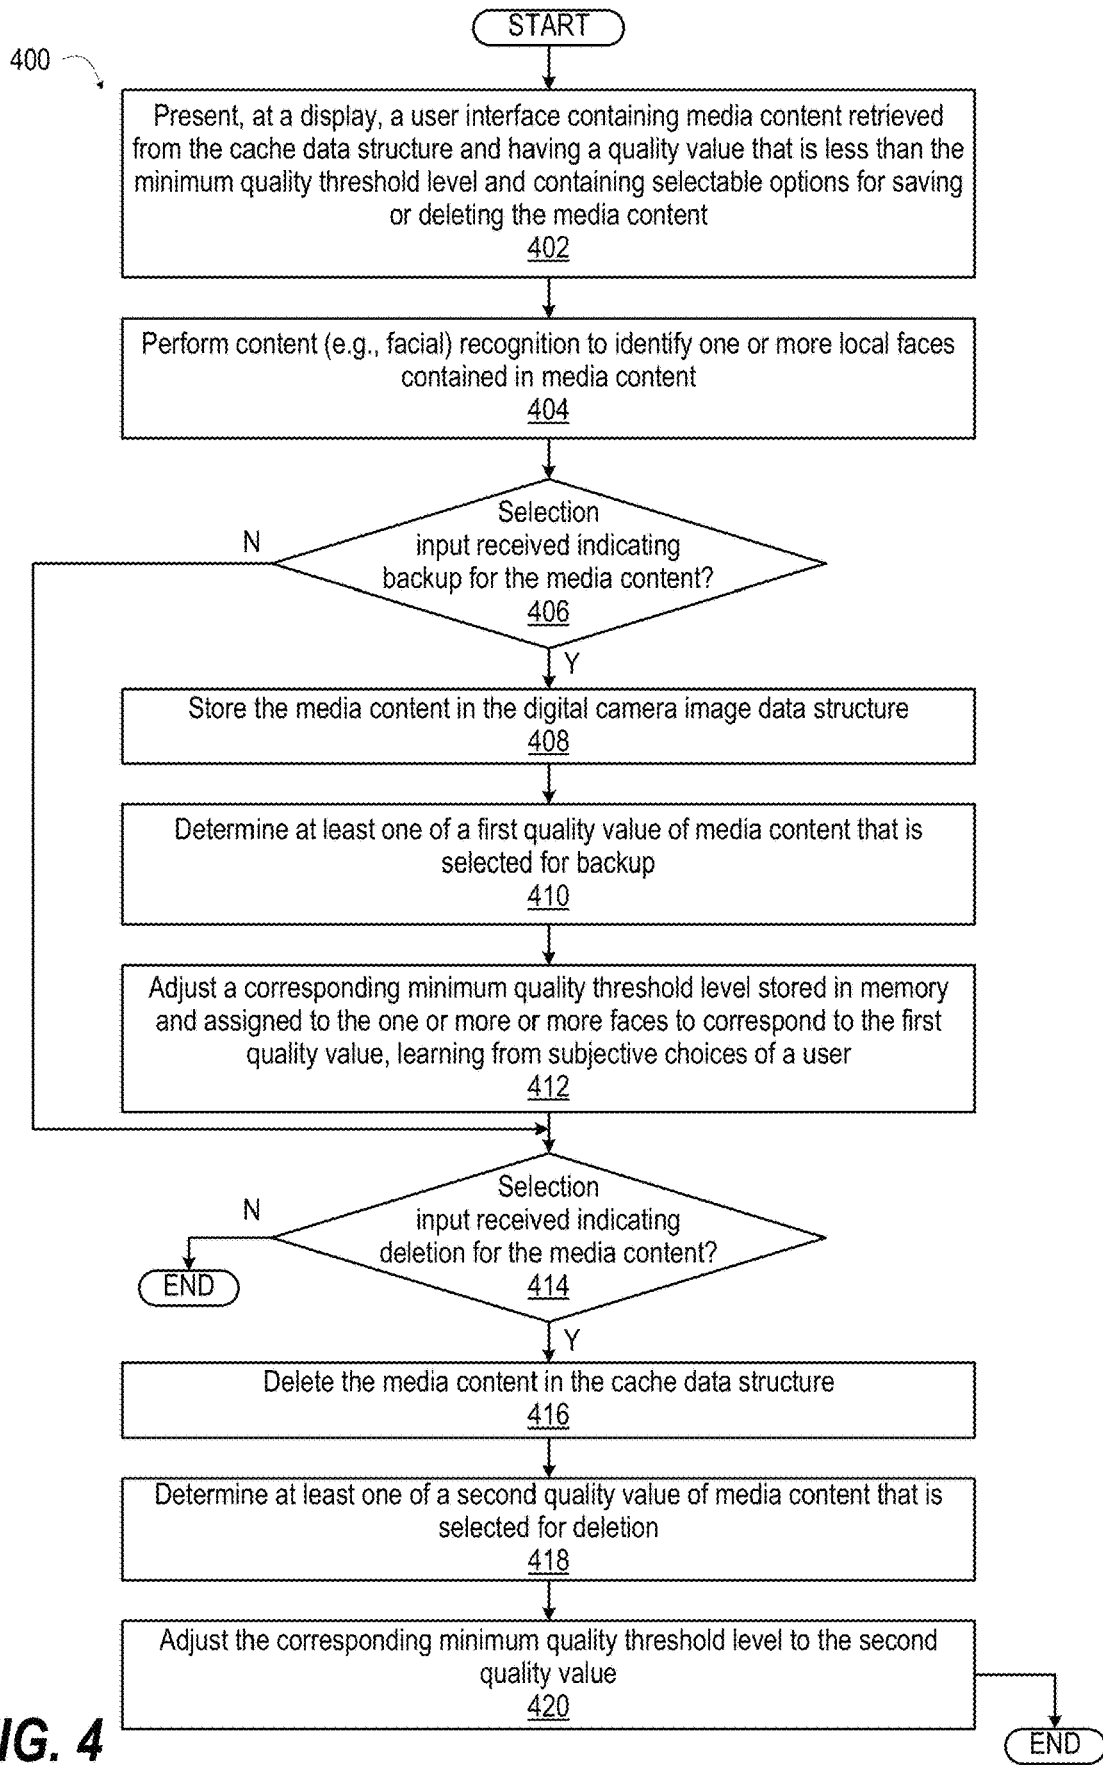 START
400
Present, at a display, a user interface containing media content retrieved
from the cache data structure and having a quality value that is less than the
minimum quality threshold level and containing selectable options for saving
or deleting the media content
402
Perform content (e.g., facial) recognition to identify one or more local faces
contained in media content
404
Selection
input received indicating
backup for the media content?
406
N
Y
Store the media content in the digital camera image data structure
408
Determine at least one of a first quality value of media content that is
selected for backup
410
Adjust a corresponding minimum quality threshold level stored in memory
and assigned to the one or more or more faces to correspond to the first
quality value, learning from subjective choices of a user
412
Selection
input received indicating
deletion for the media content?
414
N
END
Y
Delete the media content in the cache data structure
416
Determine at least one of a second quality value of media content that is
selected for deletion
418
Adjust the corresponding minimum quality threshold level to the second
quality value
420
END
IG. 4